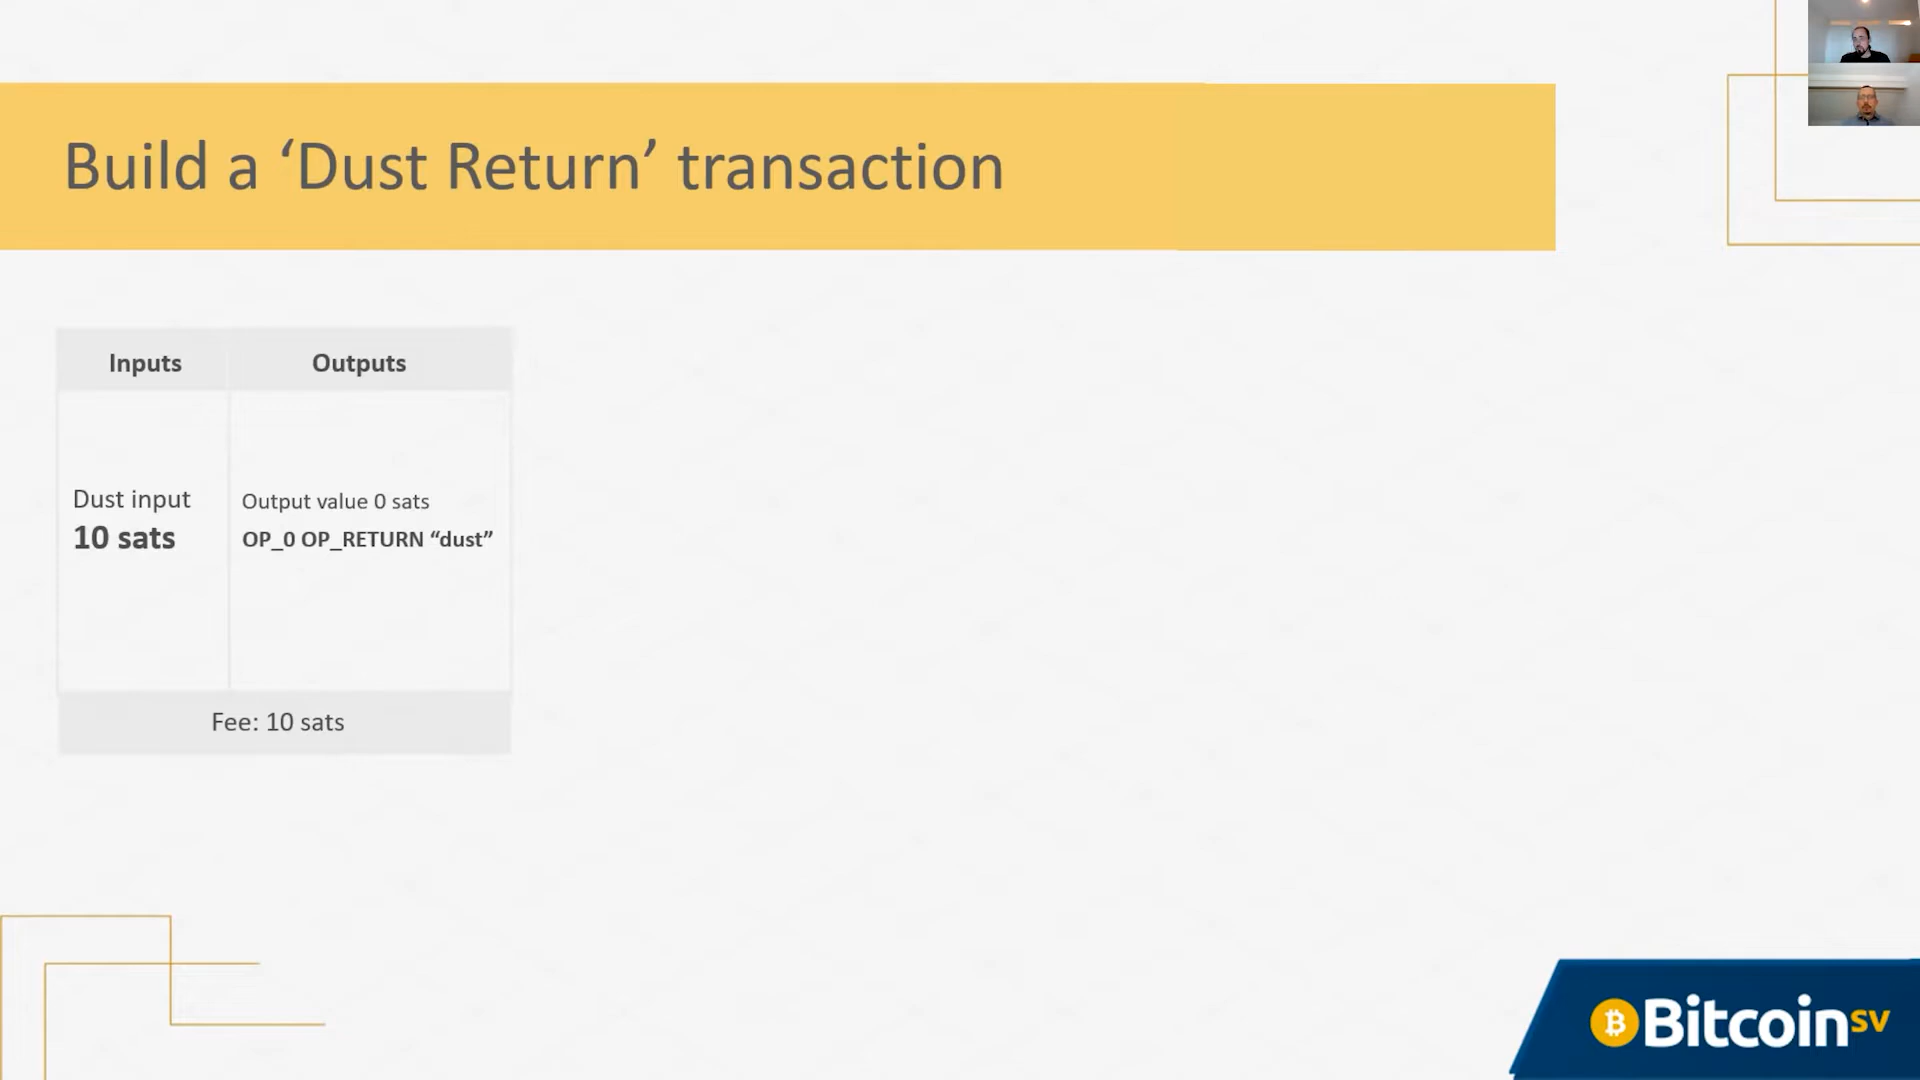 Build a ‘Dust Return’ transaction
Inputs
Outputs
Dust input
10 sats
Output value 0 sats
OP_0 OP_RETURN “dust”
Fee: 10 sats
BitcoinSV